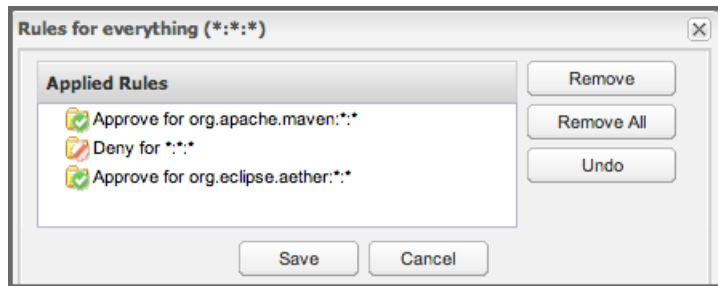 Rules for everything (*:*:*)
Applied Rules
Remove
Approve for org.apache.maven:*:*
Remove All
Deny for *:*:*
Undo
Approve for org.eclipse.aether:*:*
Save
Cancel